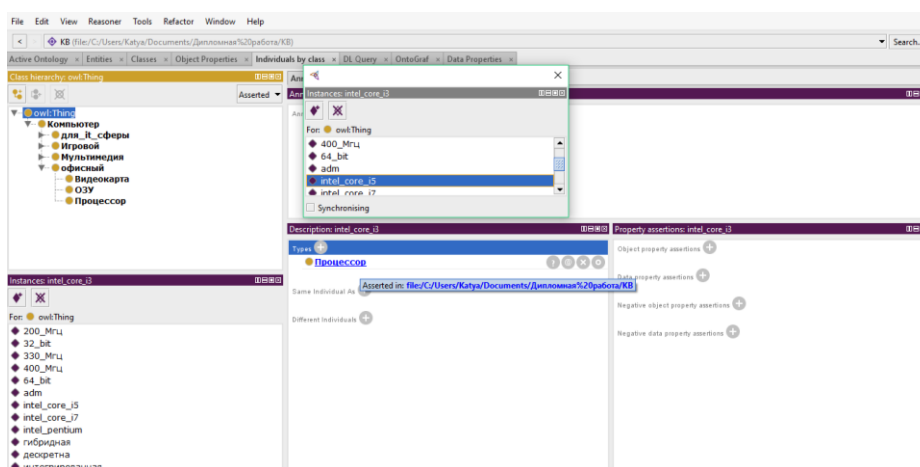 File Edit View Reasoner Tools Refactor Window Help
KB (file:/C:/Users/Katya/Documents/Дипломная%20работа/KB)
Search.
Active Ontology × Entities × Classes × Object Properties × Individuals by class × DL Query × OntoGraf × Data Properties ×
Class hierarchy: owl:Thing
Asserted
owl:Thing
Компьютер
для_it_сферы
Игровой
Мультимедия
офисный
Видеокарта
ОЗУ
Процессор
Instances: intel_core_i3
For: owl:Thing
200_Мгц
32_bit
330_Мгц
400_Мгц
64_bit
adm
intel_core_i5
intel_core_i7
intel_pentium
гибридная
дескретна
интегрированная
Instances: intel_core_i3
For: owl:Thing
400_Мгц
64_bit
adm
intel_core_i5
intel_core_i7
Synchronising
Description: intel_core_i3
Types
Процессор
Asserted in: file:/C:/Users/Katya/Documents/Дипломная%20работа/KB
Same Individual As
Different Individuals
Property assertions: intel_core_i3
Object property assertions
Data property assertions
Negative object property assertions
Negative data property assertions